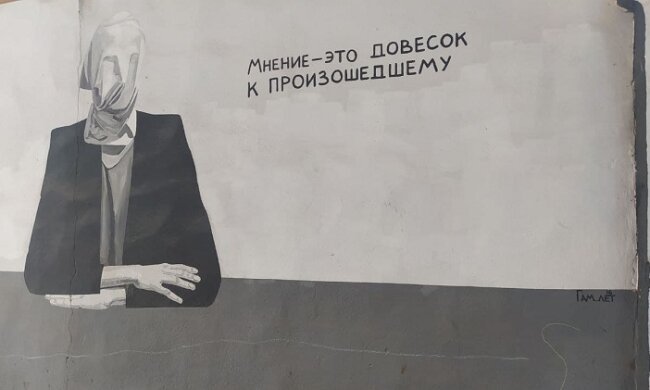 Мнение – это довесок
к произошедшему
Гамлет